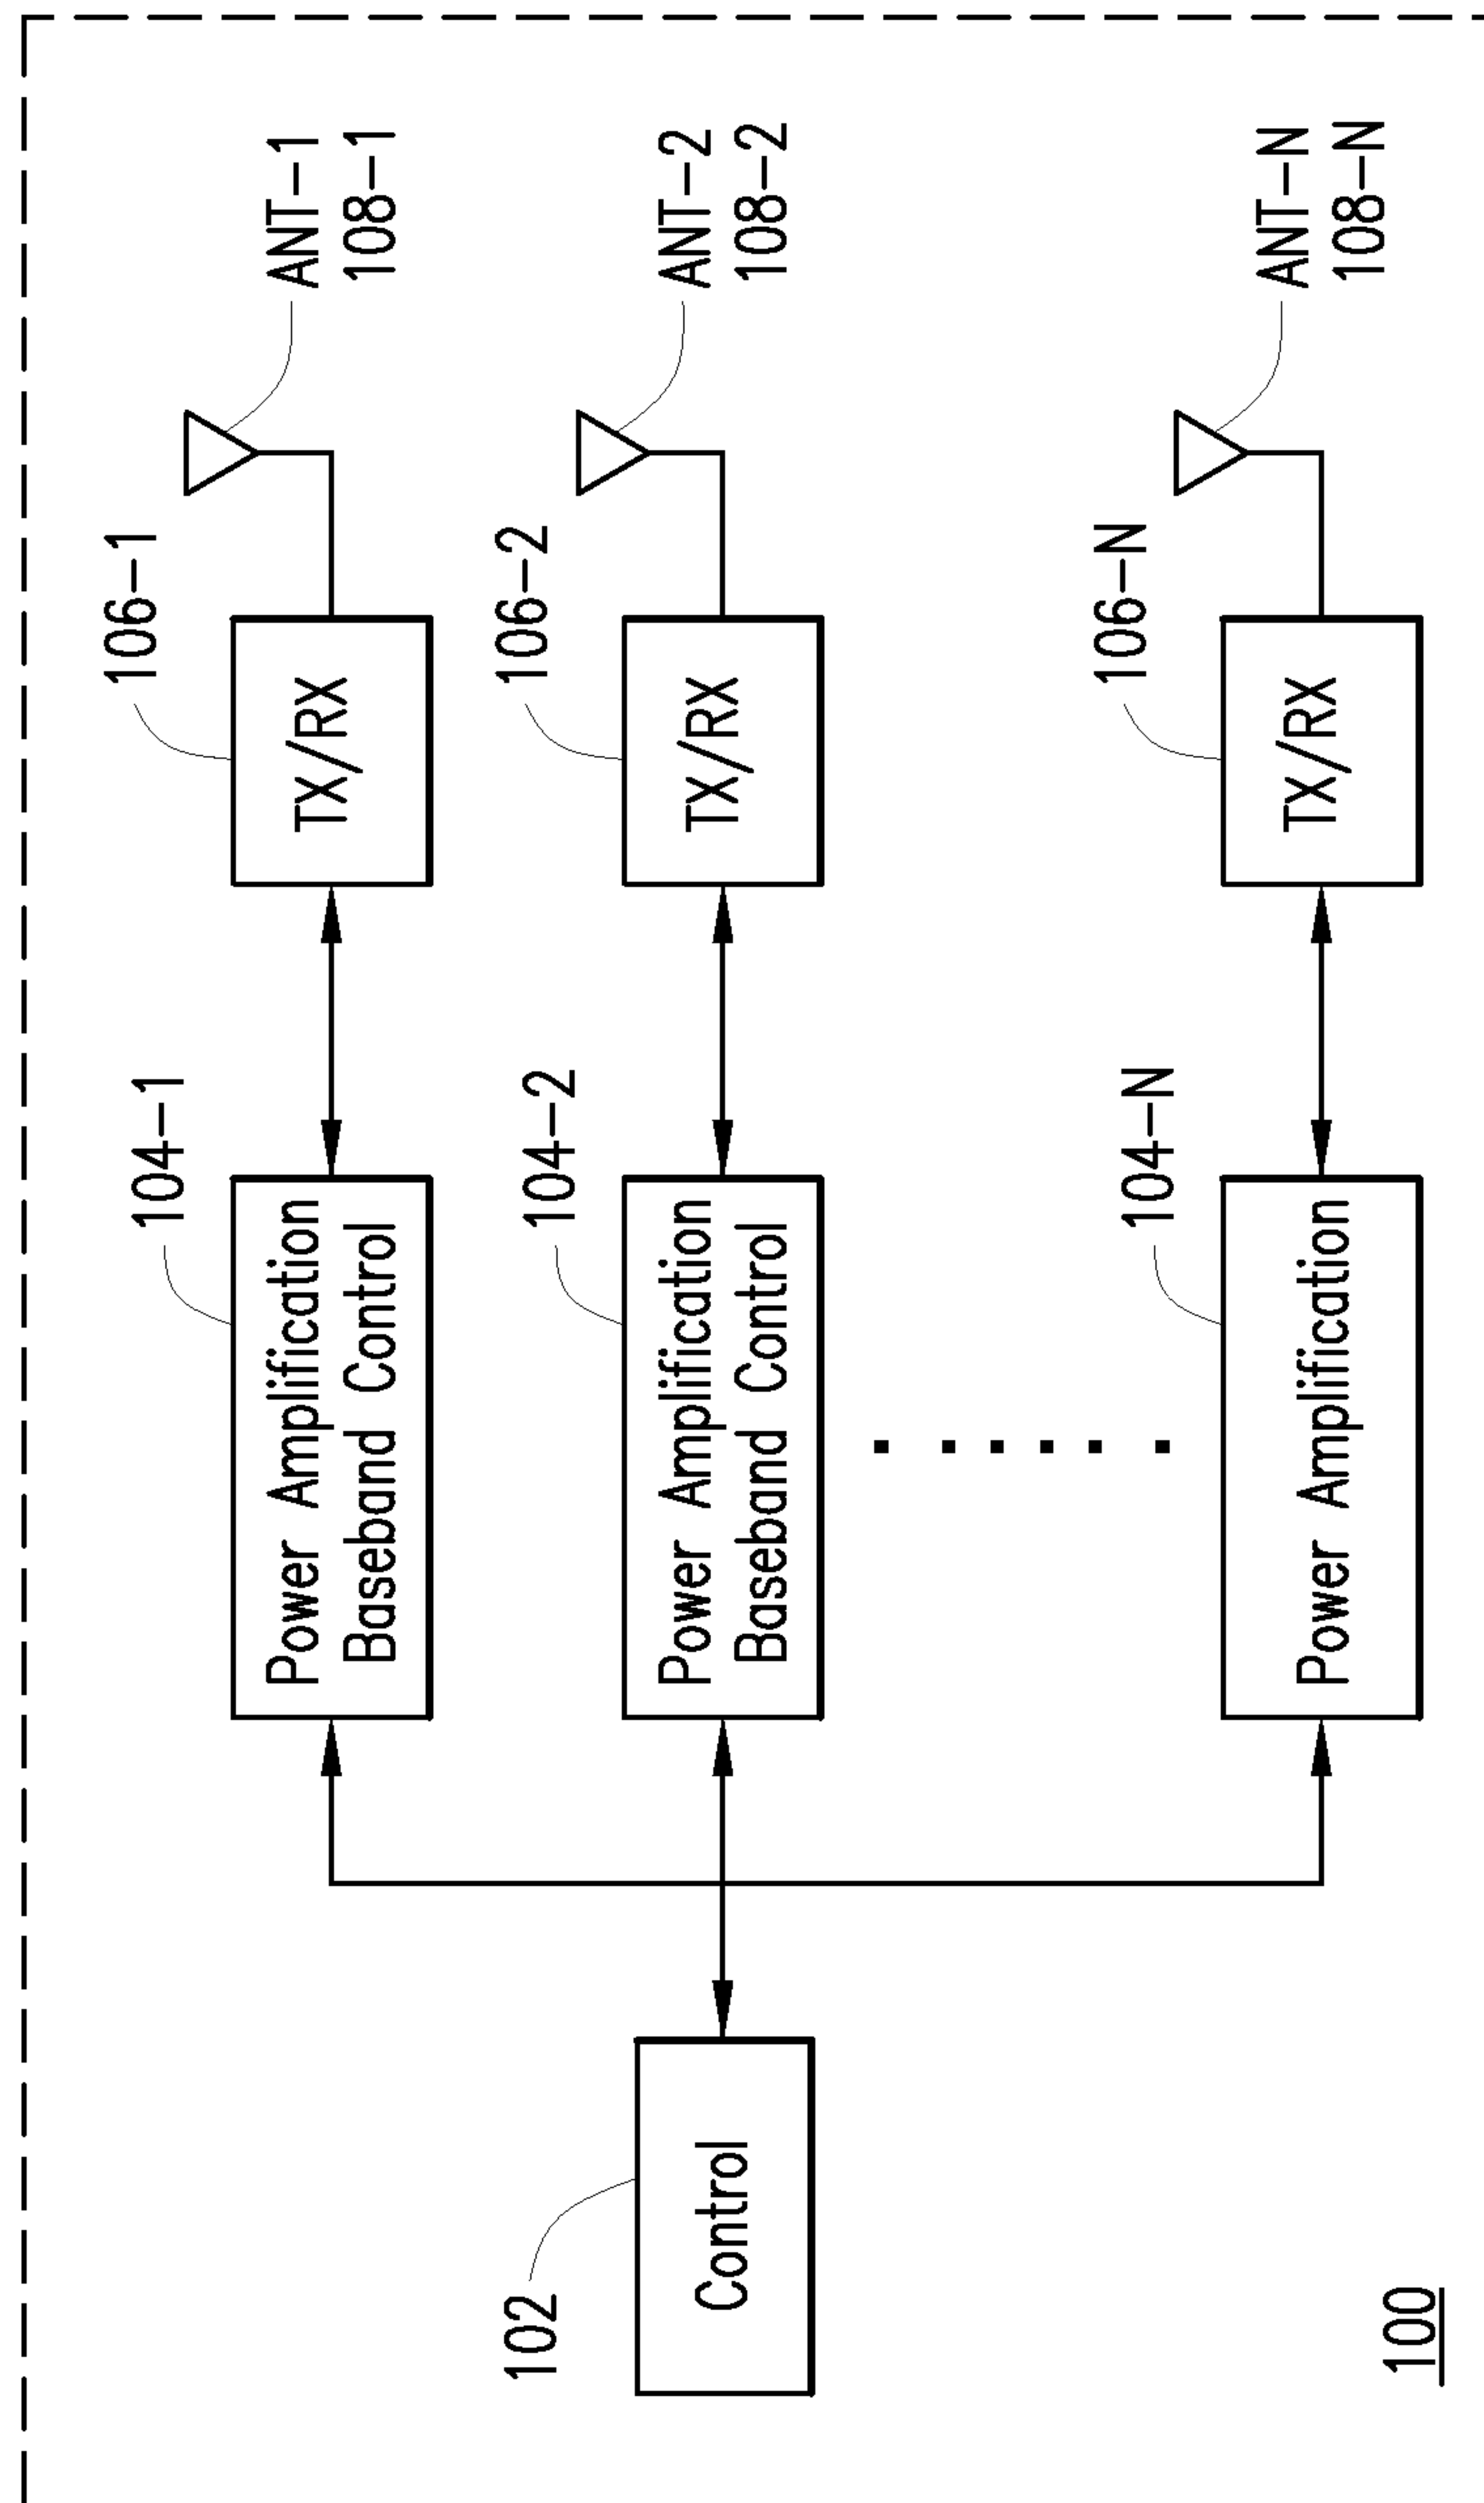 106-1
ANT-1
108-1
104-1
TX/Rx
Power Amplification
Baseband Control
106-2
ANT-2
108-2
104-2
TX/Rx
102
Power Amplification
Baseband Control
Control
106-N
ANT-N
108-N
104-N
TX/Rx
Power Amplification
100